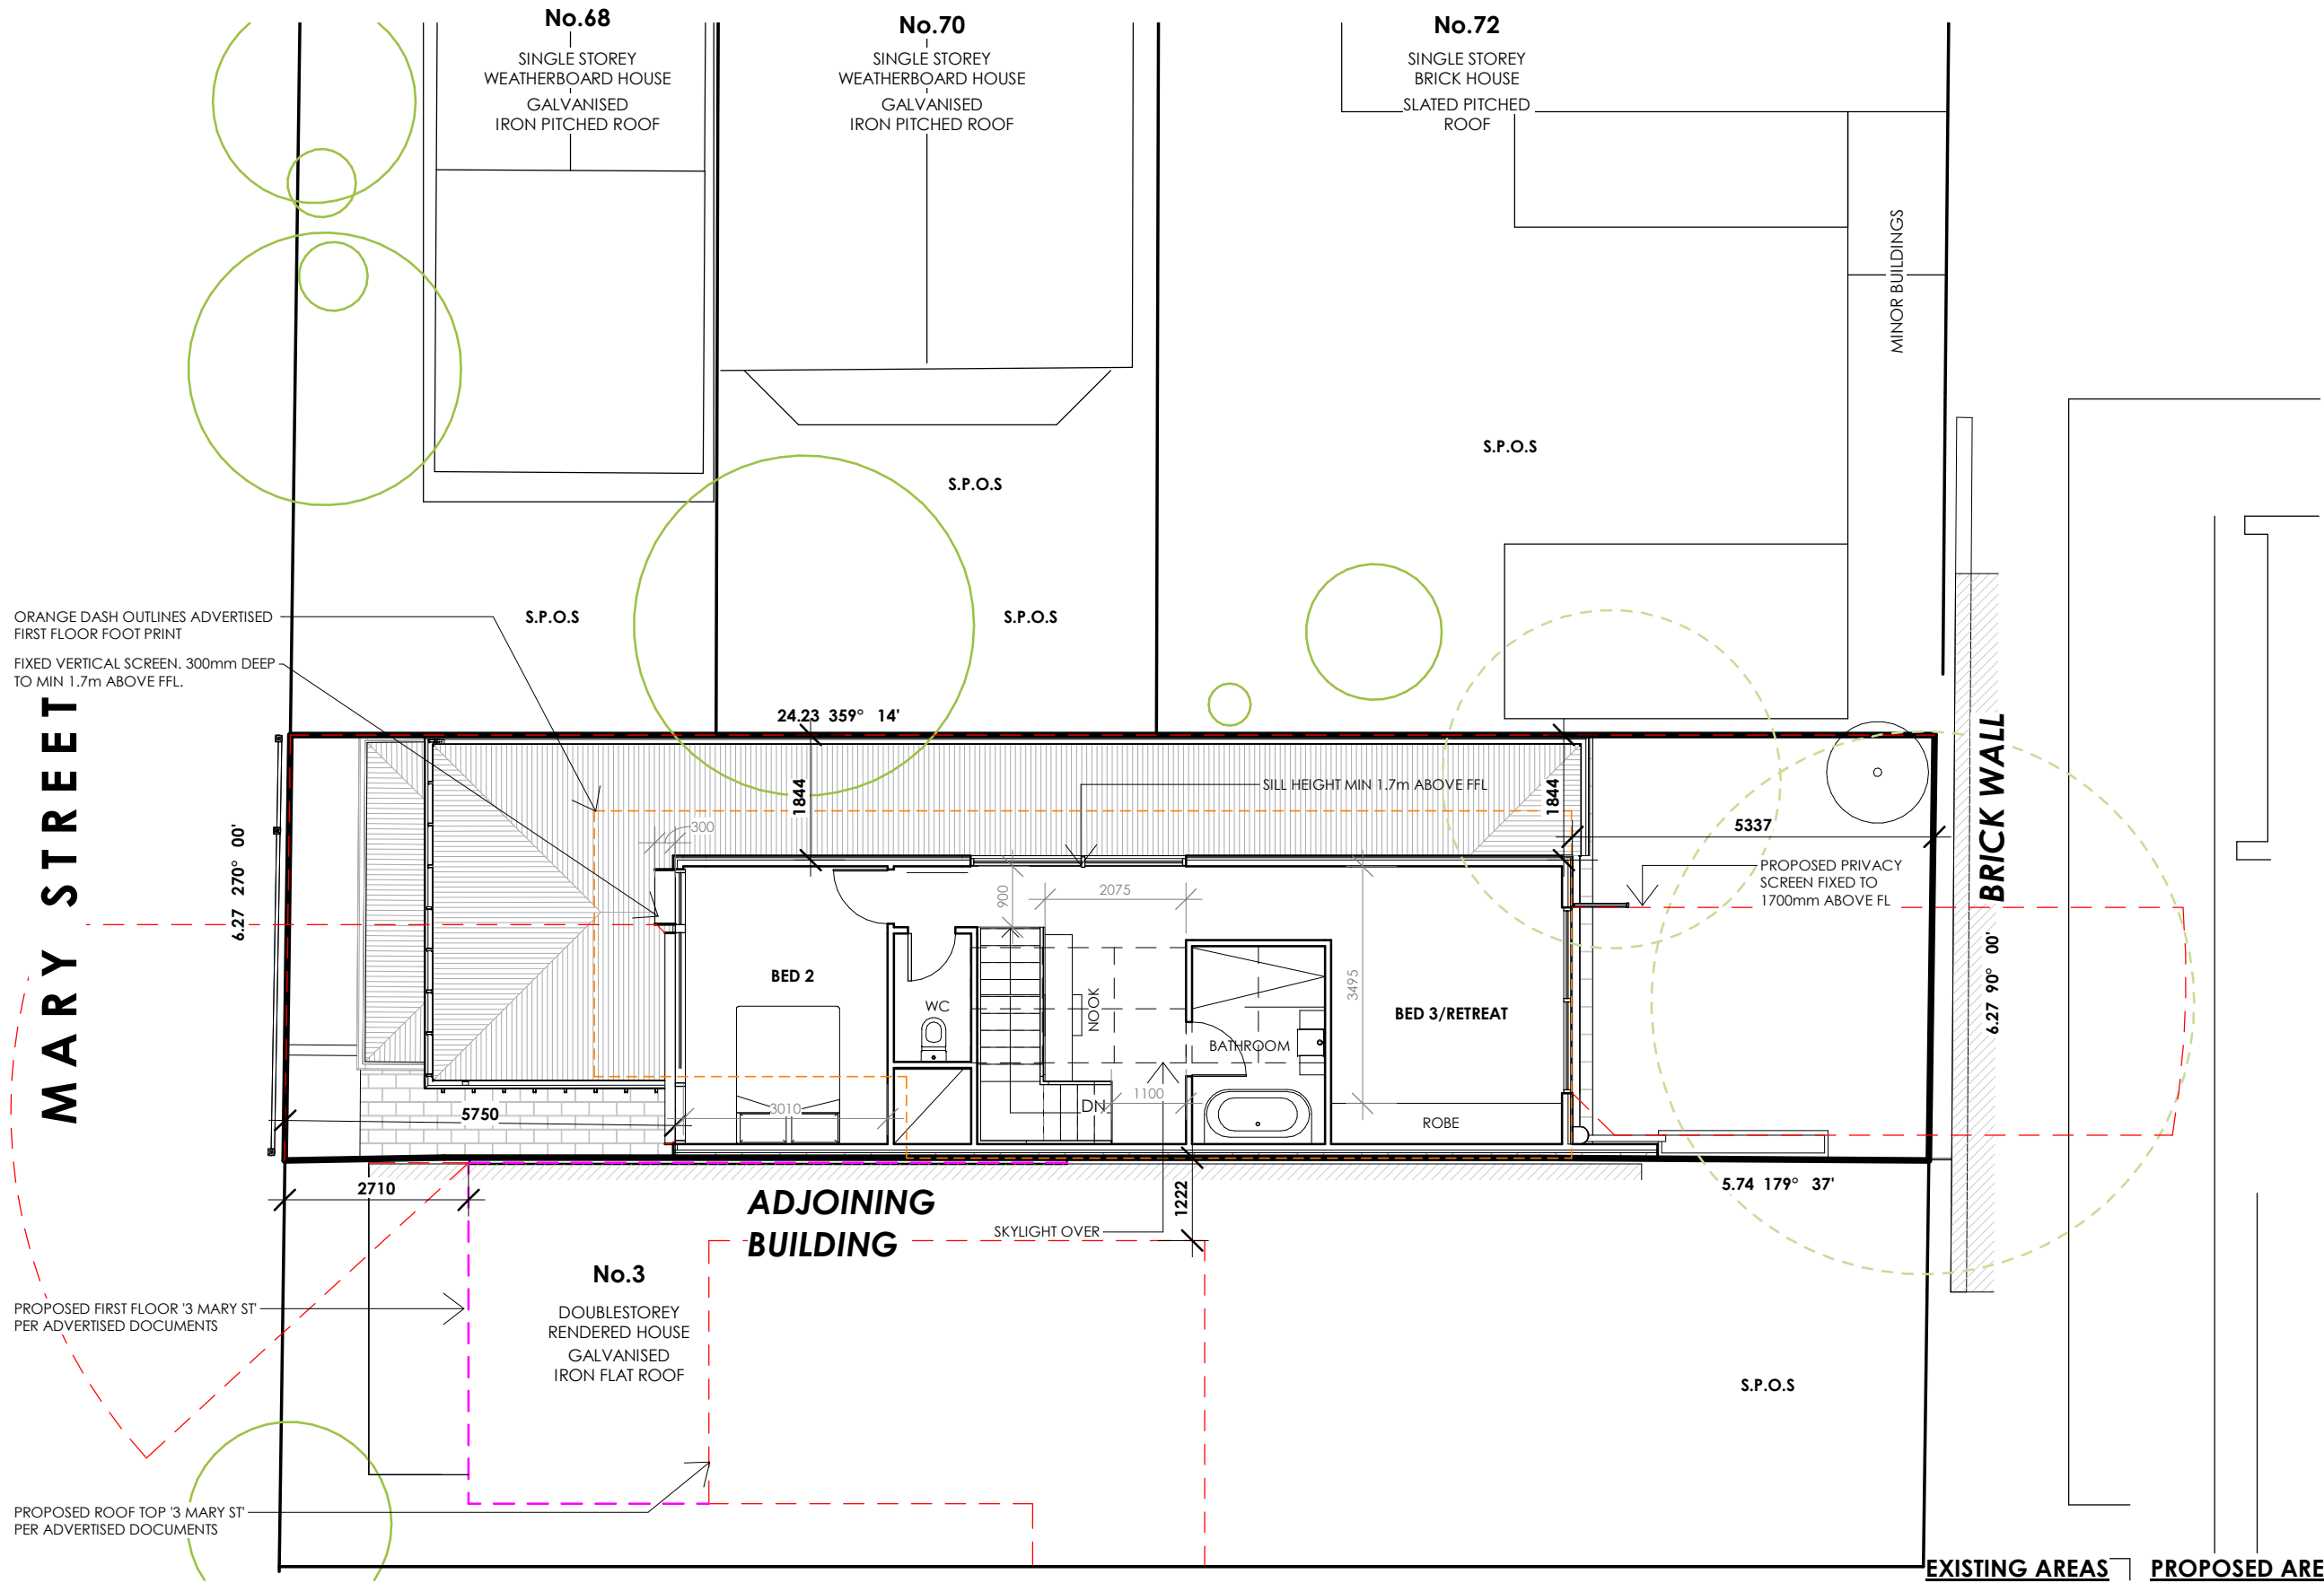 No.68
SINGLE STOREY
WEATHERBOARD HOUSE
GALVANISED
IRON PITCHED ROOF
No.70
SINGLE STOREY
WEATHERBOARD HOUSE
GALVANISED
IRON PITCHED ROOF
No.72
SINGLE STOREY
BRICK HOUSE
SLATED PITCHED
ROOF
MINOR BUILDINGS
S.P.O.S
S.P.O.S
S.P.O.S
S.P.O.S
ORANGE DASH OUTLINES ADVERTISED
FIRST FLOOR FOOT PRINT
FIXED VERTICAL SCREEN. 300mm DEEP
TO MIN 1.7m ABOVE FFL.
MARY STREET
6.27 270° 00'
24.23 359° 14'
1844
SILL HEIGHT MIN 1.7m ABOVE FFL
1844
5337
BRICK WALL
300
PROPOSED PRIVACY
SCREEN FIXED TO
1700mm ABOVE FL
900
2075
6.27 90° 00'
BED 2
WC
NOOK
3495
BED 3/RETREAT
BATHROOM
5750
3010
DN
1100
ROBE
2710
ADJOINING
BUILDING
1222
SKYLIGHT OVER
5.74 179° 37'
No.3
DOUBLESTOREY
RENDERED HOUSE
GALVANISED
IRON FLAT ROOF
PROPOSED FIRST FLOOR '3 MARY ST'
PER ADVERTISED DOCUMENTS
S.P.O.S
PROPOSED ROOF TOP '3 MARY ST'
PER ADVERTISED DOCUMENTS
EXISTING AREAS
PROPOSED ARE